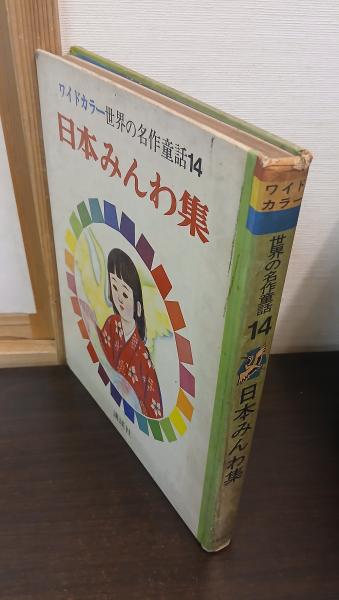 ワイドカラー世界の名作童話14
日本みんわ集
講談社
ワイド
カラー
世界の名作童話
14
日本みんわ集